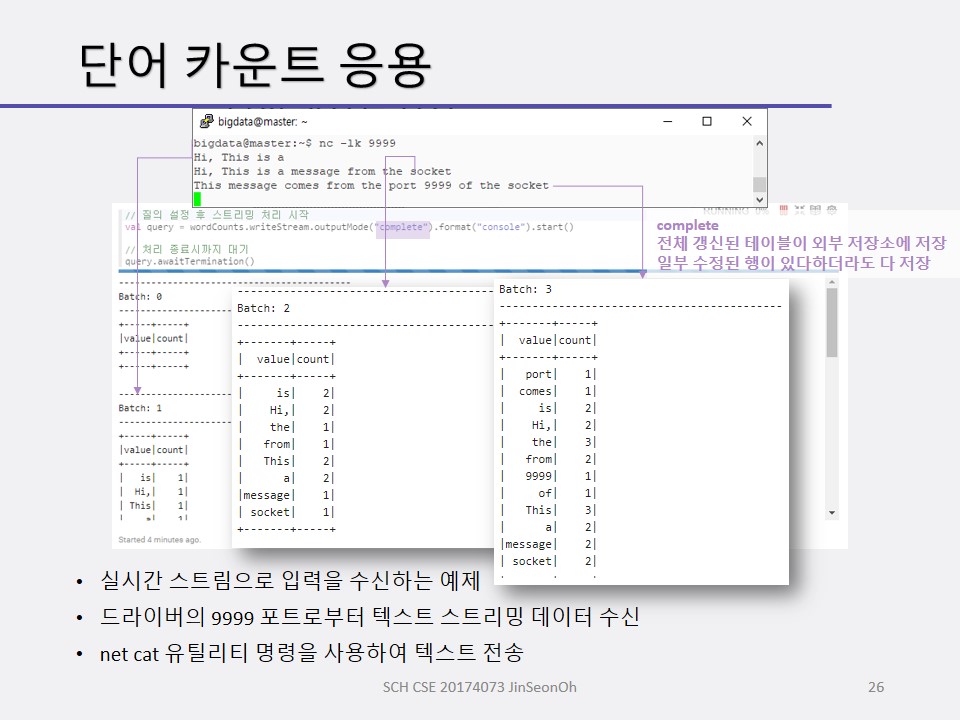 단어 카운트 응용
bigdata@master: ~
bigdata@master:~$ nc -lk 9999
Hi, This is a
Hi, This is a message from the socket
This message comes from the port 9999 of the socket
RUNNING 0%
// 질의 설정 후 스트리밍 처리 시작
val query = wordCounts.writeStream.outputMode("complete").format("console").start()
// 처리 종료시까지 대기
query.awaitTermination()
complete
전체 갱신된 테이블이 외부 저장소에 저장
일부 수정된 행이 있다하더라도 다 저장
-------------------------------------------
Batch: 0
-------------------------------------------
+-----+-----+
|value|count|
+-----+-----+
+-----+-----+
-------------------------------------------
Batch: 1
-------------------------------------------
+-----+-----+
|value|count|
+-----+-----+
| is| 1|
| Hi,| 1|
| This| 1|
| a| 1|
Started 4 minutes ago.
-------------------------------------------
Batch: 2
-------------------------------------------
+-------+-----+
| value|count|
+-------+-----+
| is| 2|
| Hi,| 2|
| the| 1|
| from| 1|
| This| 2|
| a| 2|
|message| 1|
| socket| 1|
+-------+-----+
Batch: 3
-------------------------------------------
+-------+-----+
| value|count|
+-------+-----+
| port| 1|
| comes| 1|
| is| 2|
| Hi,| 2|
| the| 3|
| from| 2|
| 9999| 1|
| of| 1|
| This| 3|
| a| 2|
|message| 2|
| socket| 2|
• 실시간 스트림으로 입력을 수신하는 예제
• 드라이버의 9999 포트로부터 텍스트 스트리밍 데이터 수신
• net cat 유틸리티 명령을 사용하여 텍스트 전송
SCH CSE 20174073 JinSeonOh
26